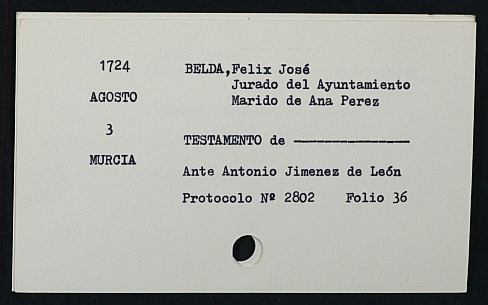 1724
AGOSTO
3
MURCIA
BELDA,Felix José
Jurado del Ayuntamiento
Marido de Ana Perez
TESTAMENTO de ---------------
Ante Antonio Jimenez de León
Protocolo Nº 2802 Folio 36